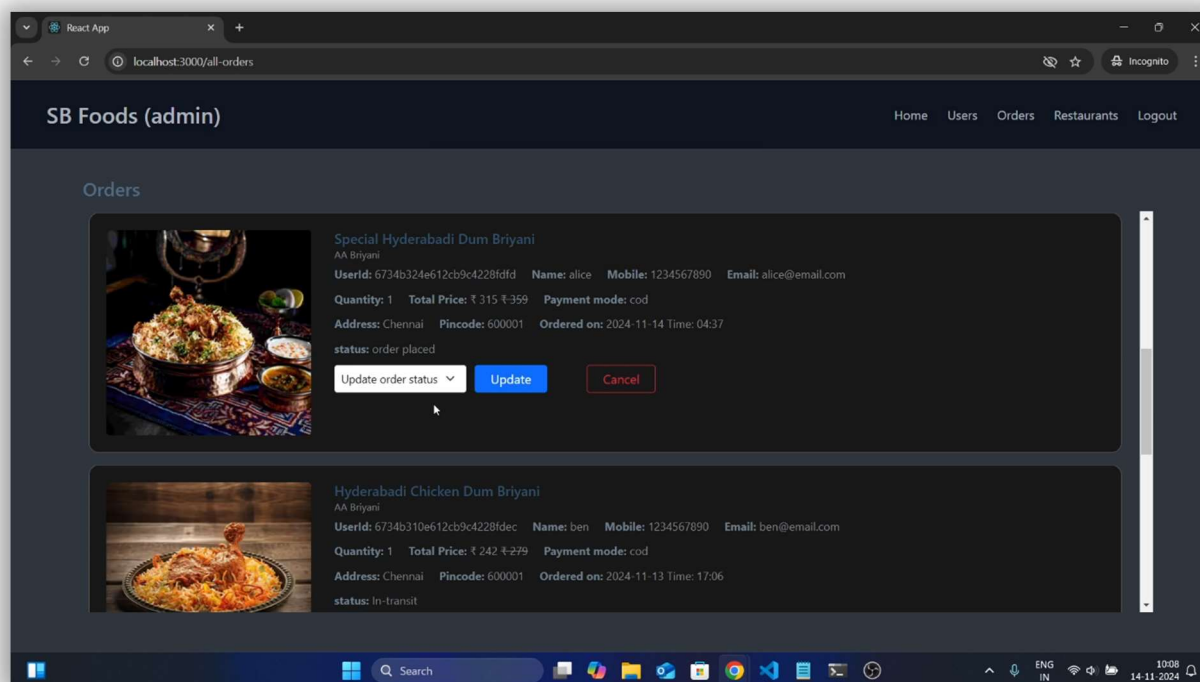 React App
localhost:3000/all-orders
Incognito
SB Foods (admin)
Home Users Orders Restaurants Logout
Orders
Special Hyderabadi Dum Briyani
AA Briyani
UserId: 6734b324e612cb9c4228fdfd Name: alice Mobile: 1234567890 Email: alice@email.com
Quantity: 1 Total Price: ₹ 315 ₹ 359 Payment mode: cod
Address: Chennai Pincode: 600001 Ordered on: 2024-11-14 Time: 04:37
status: order placed
Update order status Update Cancel
Hyderabadi Chicken Dum Briyani
AA Briyani
UserId: 6734b310e612cb9c4228fdec Name: ben Mobile: 1234567890 Email: ben@email.com
Quantity: 1 Total Price: ₹ 242 ₹ 279 Payment mode: cod
Address: Chennai Pincode: 600001 Ordered on: 2024-11-13 Time: 17:06
status: In-transit
Search
ENG
IN
10:08
14-11-2024